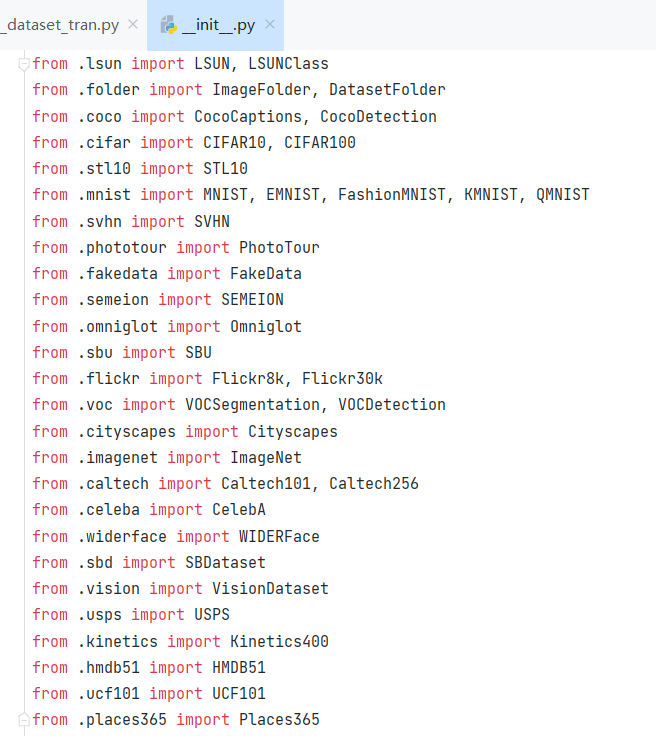 _dataset_tran.py × __init__.py ×
from .lsun import LSUN, LSUNClass
from .folder import ImageFolder, DatasetFolder
from .coco import CocoCaptions, CocoDetection
from .cifar import CIFAR10, CIFAR100
from .stl10 import STL10
from .mnist import MNIST, EMNIST, FashionMNIST, KMNIST, QMNIST
from .svhn import SVHN
from .phototour import PhotoTour
from .fakedata import FakeData
from .semeion import SEMEION
from .omniglot import Omniglot
from .sbu import SBU
from .flickr import Flickr8k, Flickr30k
from .voc import VOCSegmentation, VOCDetection
from .cityscapes import Cityscapes
from .imagenet import ImageNet
from .caltech import Caltech101, Caltech256
from .celeba import CelebA
from .widerface import WIDERFace
from .sbd import SBDataset
from .vision import VisionDataset
from .usps import USPS
from .kinetics import Kinetics400
from .hmdb51 import HMDB51
from .ucf101 import UCF101
from .places365 import Places365